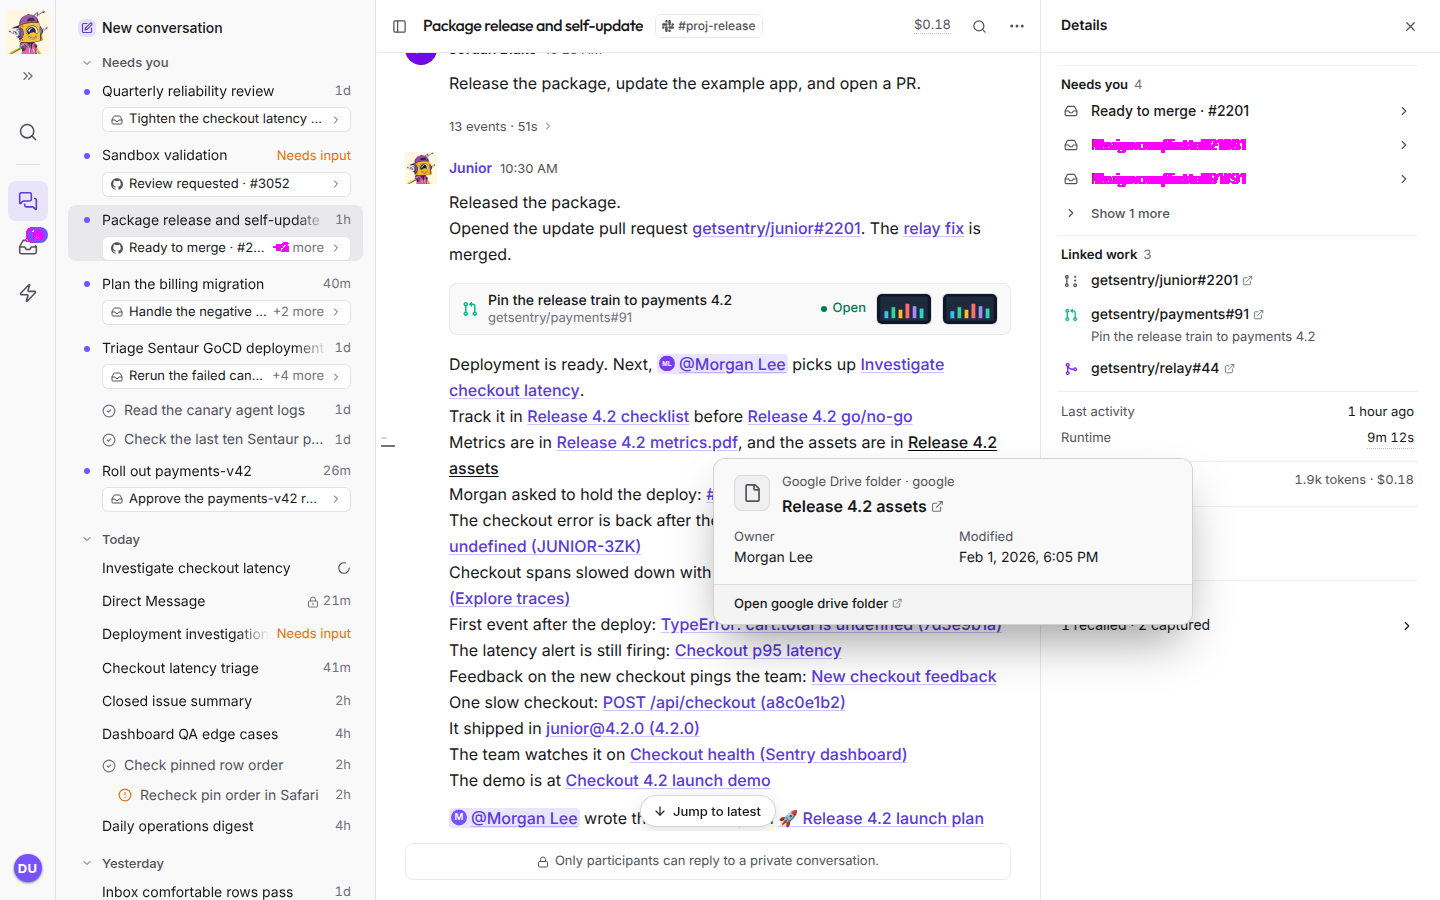 New conversation
Needs you
Quarterly reliability review 1d
Tighten the checkout latency ...
Sandbox validation Needs input
Review requested · #3052
Package release and self-update 1h
Ready to merge · #2... more
Plan the billing migration 40m
Handle the negative ... +2 more
Triage Sentaur GoCD deployment 1d
Rerun the failed can... +4 more
Read the canary agent logs 1d
Check the last ten Sentaur p... 1d
Roll out payments-v42 26m
Approve the payments-v42 r...
Today
Investigate checkout latency
Direct Message 21m
Deployment investigation Needs input
Checkout latency triage 41m
Closed issue summary 2h
Dashboard QA edge cases 4h
Check pinned row order 2h
Recheck pin order in Safari 2h
Daily operations digest 4h
Yesterday
Inbox comfortable rows pass 1d
DU
Package release and self-update #proj-release $0.18
Release the package, update the example app, and open a PR.
13 events · 51s
Junior 10:30 AM
Released the package.
Opened the update pull request getsentry/junior#2201. The relay fix is
merged.
Pin the release train to payments 4.2
getsentry/payments#91
Open
Deployment is ready. Next, ML @Morgan Lee picks up Investigate
checkout latency.
Track it in Release 4.2 checklist before Release 4.2 go/no-go
Metrics are in Release 4.2 metrics.pdf, and the assets are in Release 4.2
assets
Morgan asked to hold the deploy: #
The checkout error is back after the
undefined (JUNIOR-3ZK)
Checkout spans slowed down with
(Explore traces)
First event after the deploy: TypeError: cart.total is undefined (7d3e9b1a)
The latency alert is still firing: Checkout p95 latency
Feedback on the new checkout pings the team: New checkout feedback
One slow checkout: POST /api/checkout (a8c0e1b2)
It shipped in junior@4.2.0 (4.2.0)
The team watches it on Checkout health (Sentry dashboard)
The demo is at Checkout 4.2 launch demo
M @Morgan Lee wrote th 🚀 Release 4.2 launch plan
Jump to latest
Only participants can reply to a private conversation.
Google Drive folder · google
Release 4.2 assets
Owner Modified
Morgan Lee Feb 1, 2026, 6:05 PM
Open google drive folder
Details
Needs you 4
Ready to merge · #2201
Show 1 more
Linked work 3
getsentry/junior#2201
getsentry/payments#91
Pin the release train to payments 4.2
getsentry/relay#44
Last activity 1 hour ago
Runtime 9m 12s
1.9k tokens · $0.18
1 recalled · 2 captured